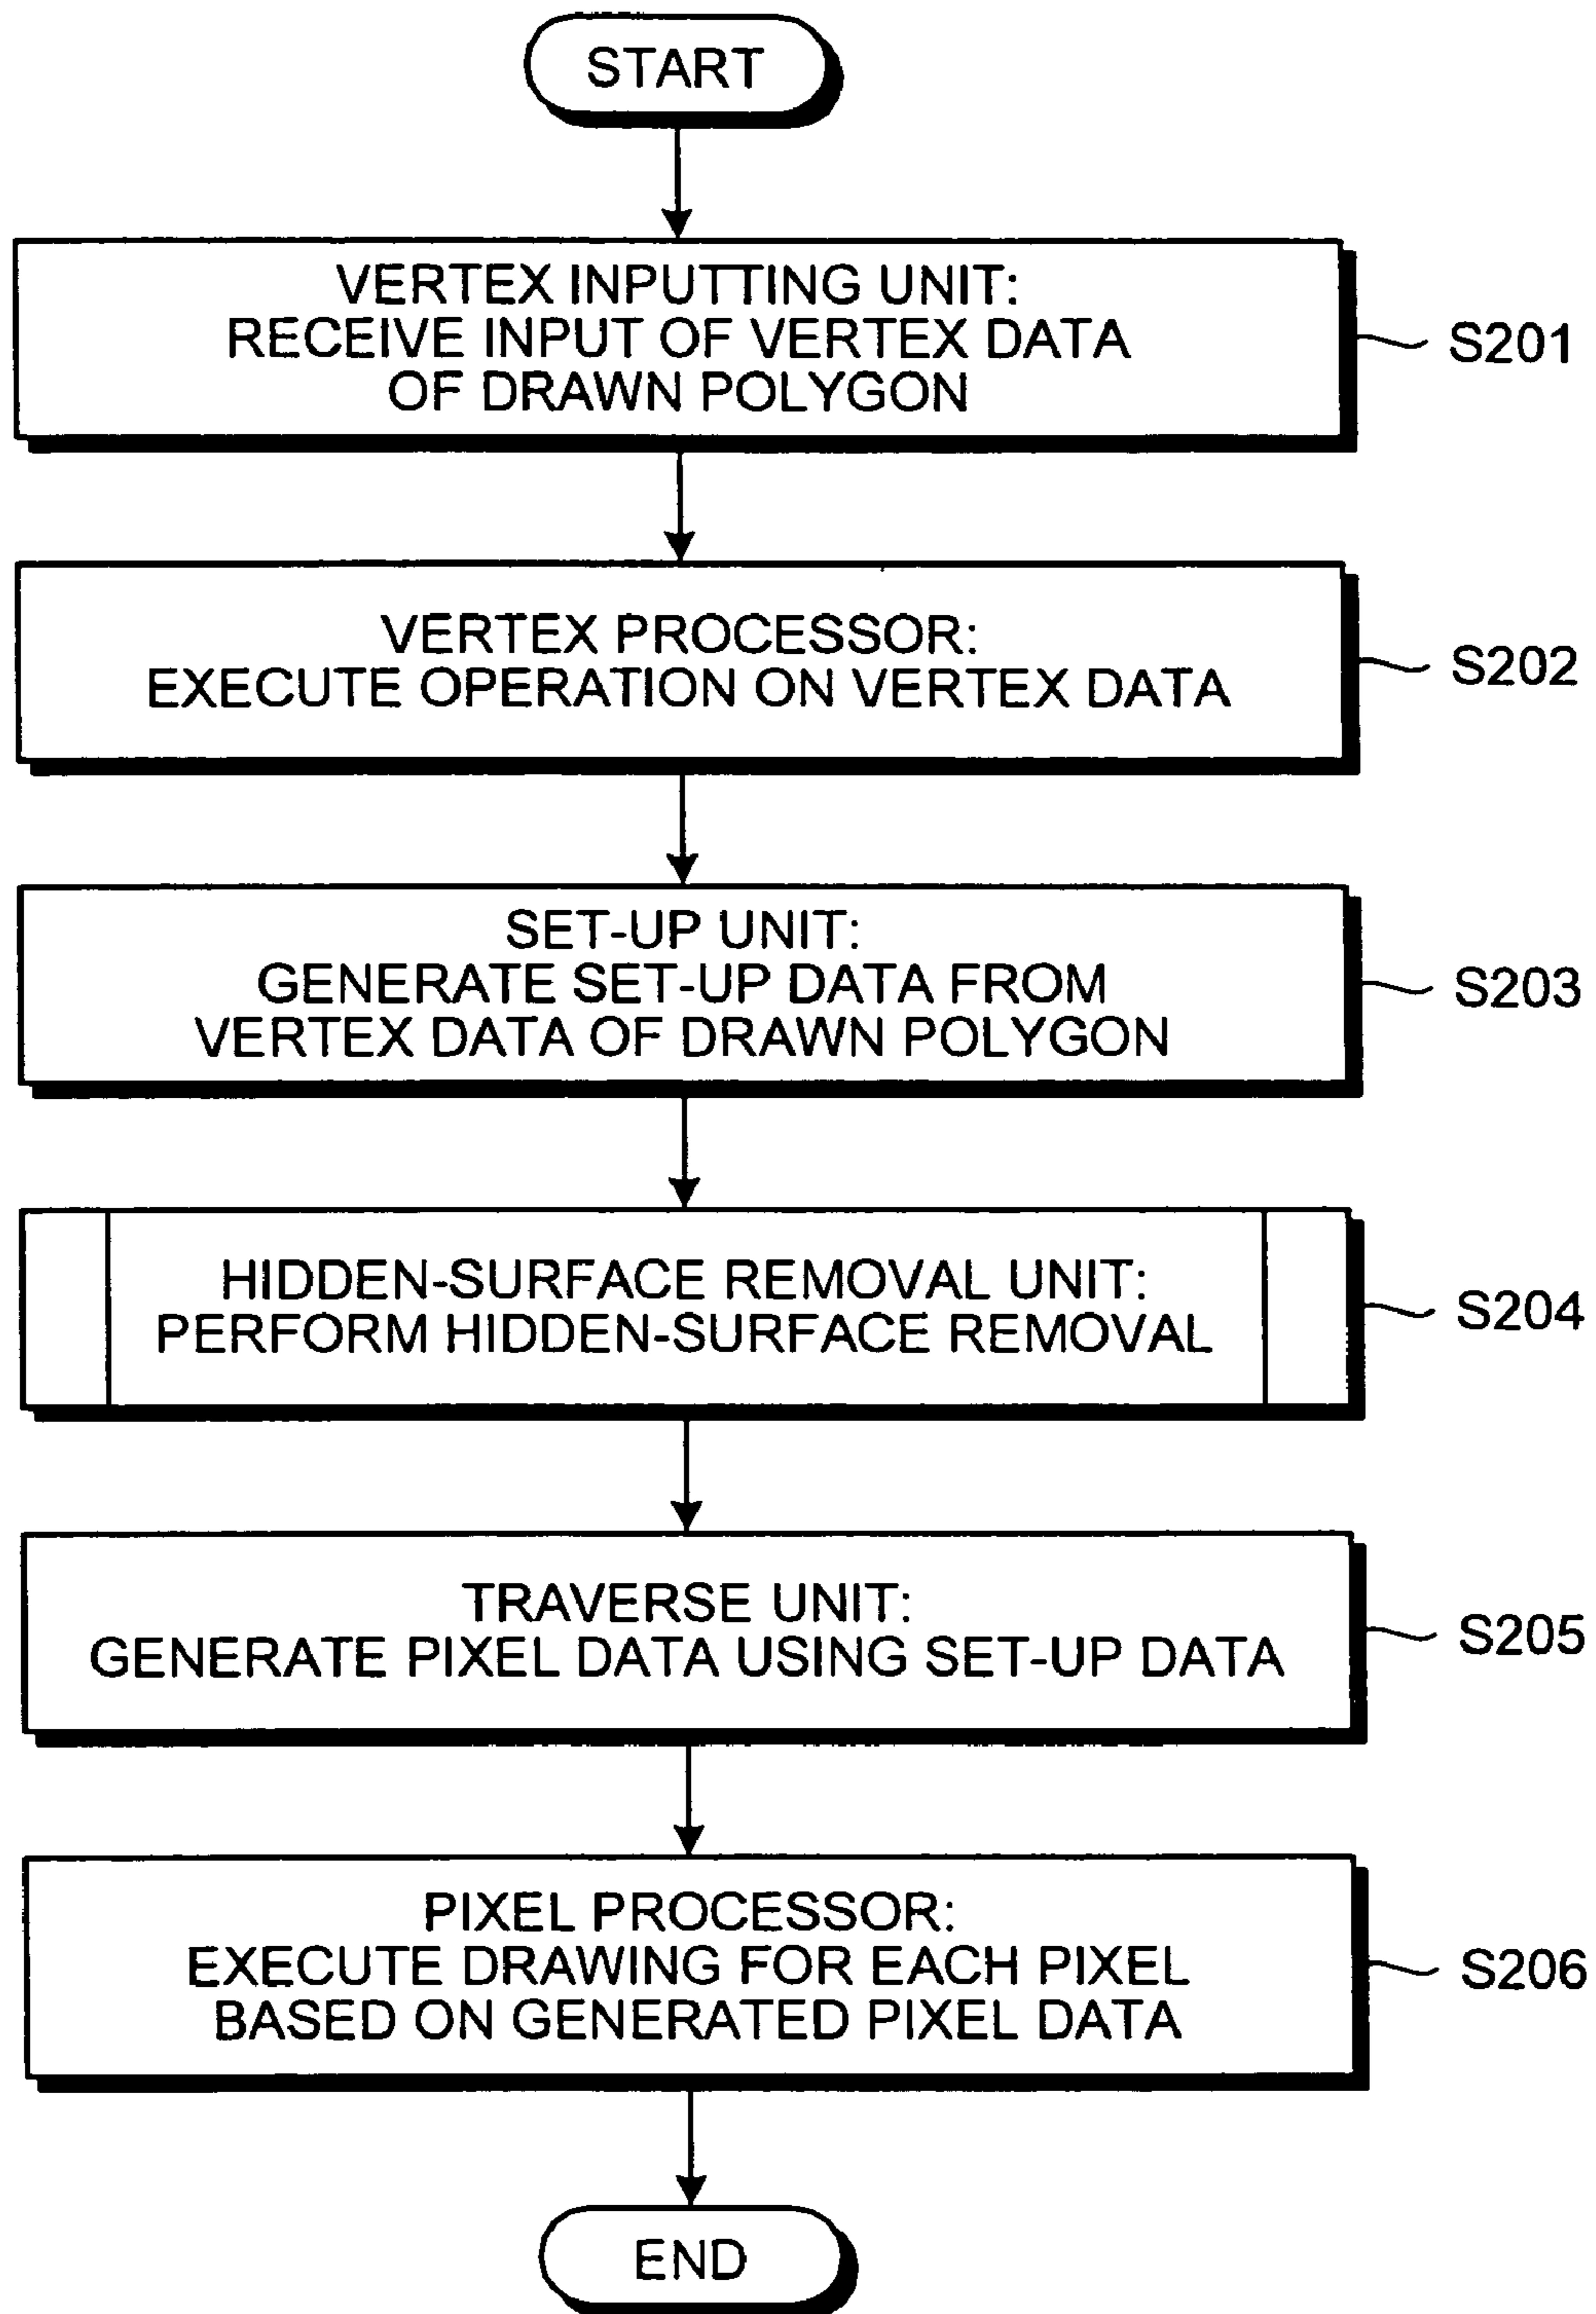 START
VERTEX INPUTTING UNIT:
RECEIVE INPUT OF VERTEX DATA
OF DRAWN POLYGON
S201
VERTEX PROCESSOR:
EXECUTE OPERATION ON VERTEX DATA
S202
SET-UP UNIT:
GENERATE SET-UP DATA FROM
VERTEX DATA OF DRAWN POLYGON
S203
HIDDEN-SURFACE REMOVAL UNIT:
PERFORM HIDDEN-SURFACE REMOVAL
S204
TRAVERSE UNIT:
GENERATE PIXEL DATA USING SET-UP DATA
S205
PIXEL PROCESSOR:
EXECUTE DRAWING FOR EACH PIXEL
BASED ON GENERATED PIXEL DATA
S206
END